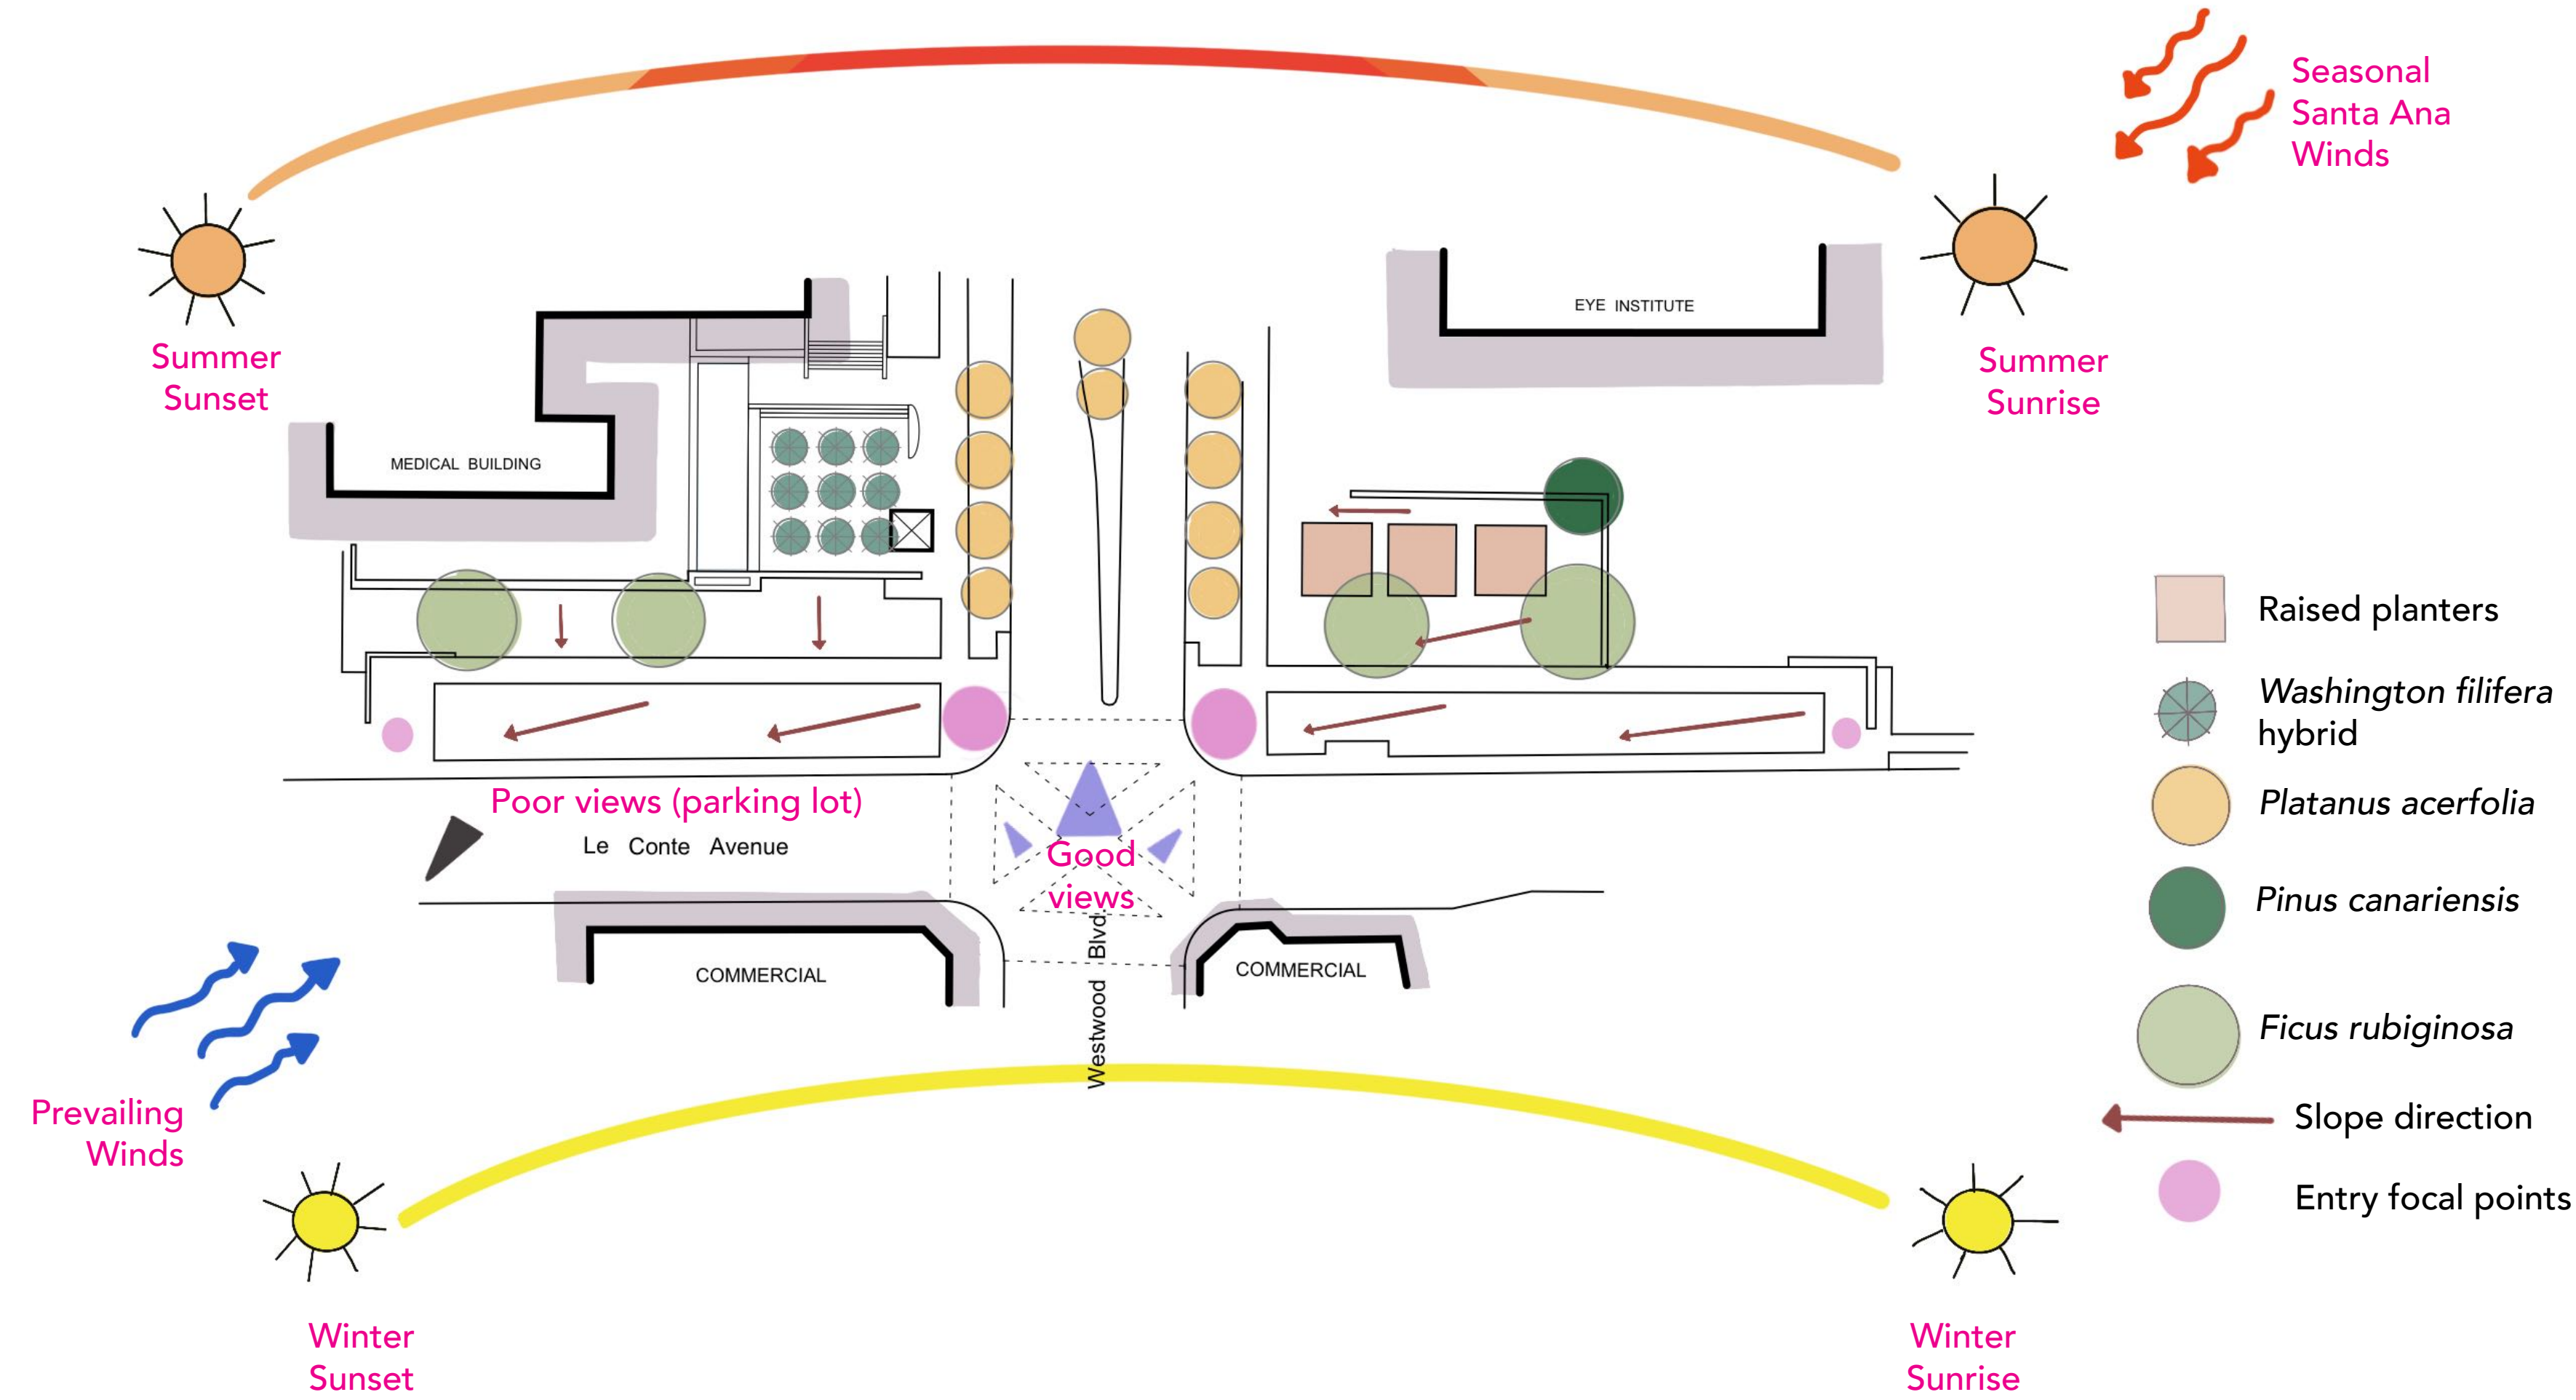 Seasonal
Santa Ana
Winds
Summer
Sunset
Summer
Sunrise
EYE INSTITUTE
MEDICAL BUILDING
Poor views (parking lot)
Le Conte Avenue
Good
views
Westwood Blvd.
COMMERCIAL
COMMERCIAL
Prevailing
Winds
Winter
Sunset
Winter
Sunrise
Raised planters
Washington filifera
hybrid
Platanus acerfolia
Pinus canariensis
Ficus rubiginosa
Slope direction
Entry focal points